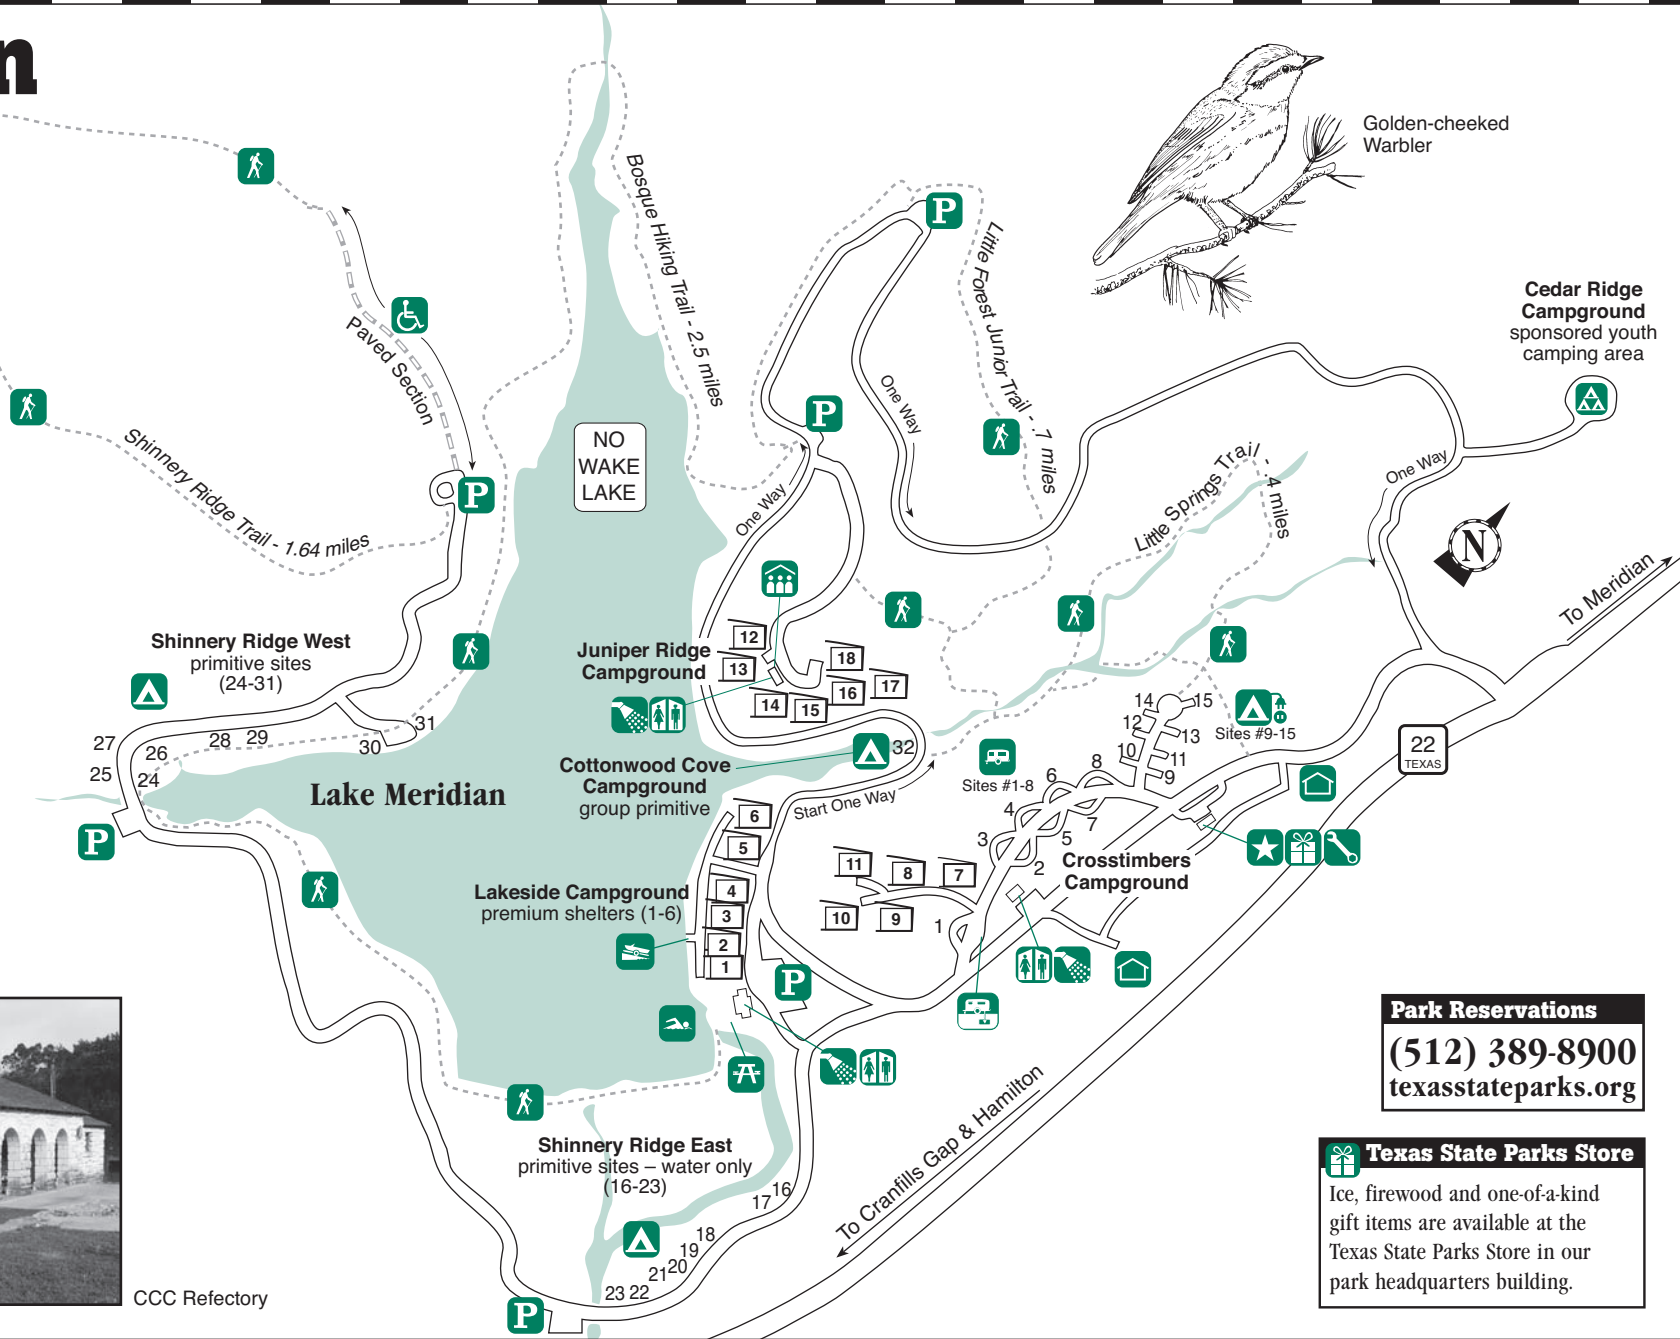 n
Golden-cheeked
Warbler
Bosque Hiking Trail - 2.5 miles
P
Little Forest Junior Trail - .7 miles
Cedar Ridge
Campground
sponsored youth
camping area
Paved Section
One Way
P
NO
WAKE
LAKE
P
Shinnery Ridge Trail - 1.64 miles
One Way
Little Springs Trail - .4 miles
One Way
N
To Meridian
Shinnery Ridge West
primitive sites
(24-31)
Juniper Ridge
Campground
12
13
14
15
16
17
18
31
30
29
28
27
26
25
24
Lake Meridian
Cottonwood Cove
Campground
group primitive
32
Start One Way
Sites #1-8
14
15
12
13
10
11
9
Sites #9-15
22
TEXAS
8
6
4
7
5
3
2
1
Crosstimbers
Campground
P
6
5
4
3
2
1
Lakeside Campground
premium shelters (1-6)
11
8
7
10
9
P
Park Reservations
(512) 389-8900
texasstateparks.org
To Cranfills Gap & Hamilton
Shinnery Ridge East
primitive sites – water only
(16-23)
17
16
18
19
20
21
22
23
P
Texas State Parks Store
Ice, firewood and one-of-a-kind
gift items are available at the
Texas State Parks Store in our
park headquarters building.
CCC Refectory